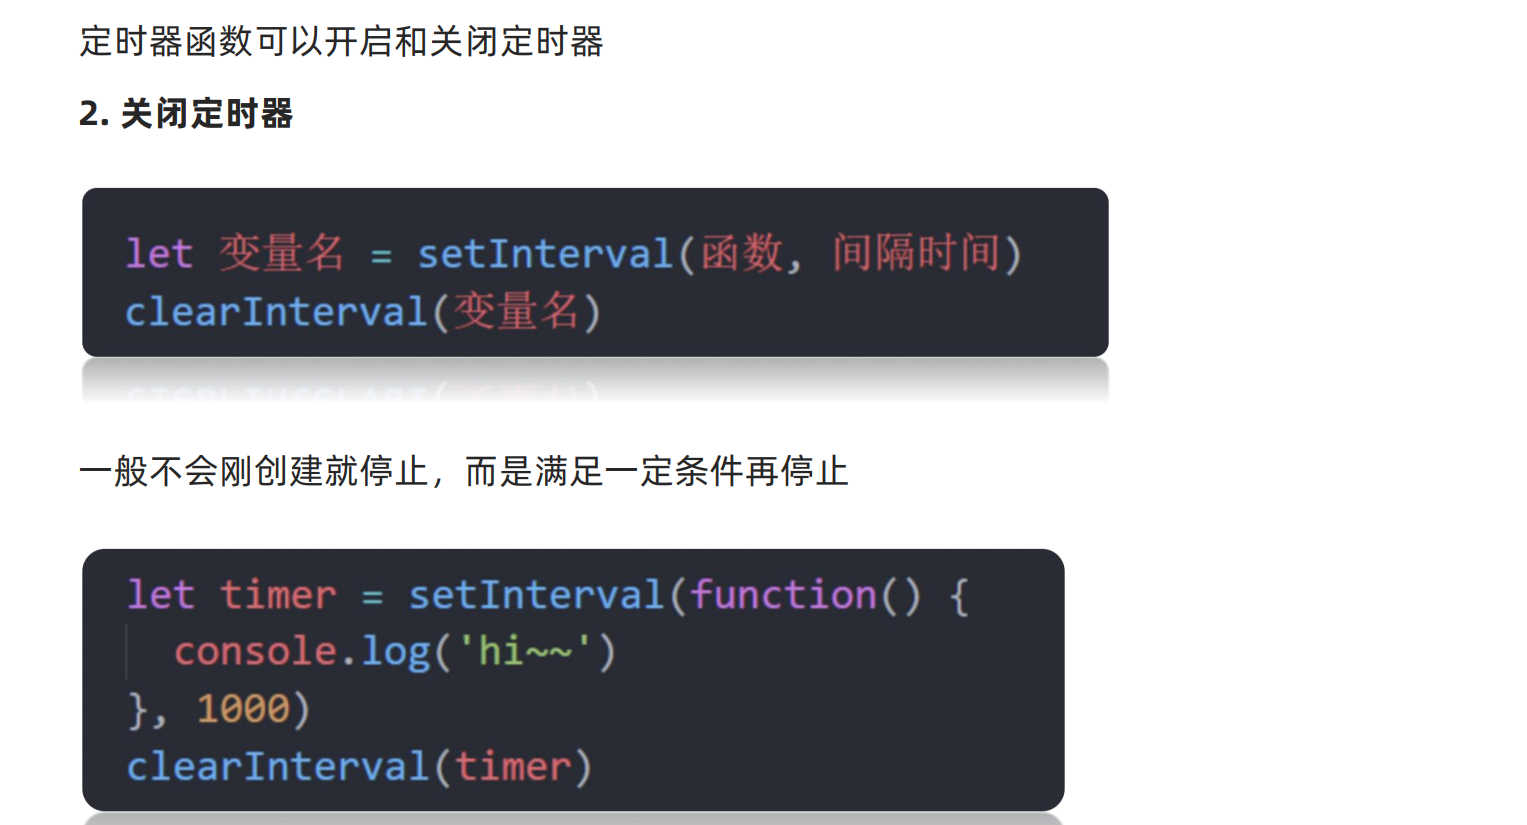 定时器函数可以开启和关闭定时器
2. 关闭定时器
let 变量名 = setInterval(函数, 间隔时间)
clearInterval(变量名)
一般不会刚创建就停止，而是满足一定条件再停止
let timer = setInterval(function() {
  console.log('hi~~')
}, 1000)
clearInterval(timer)